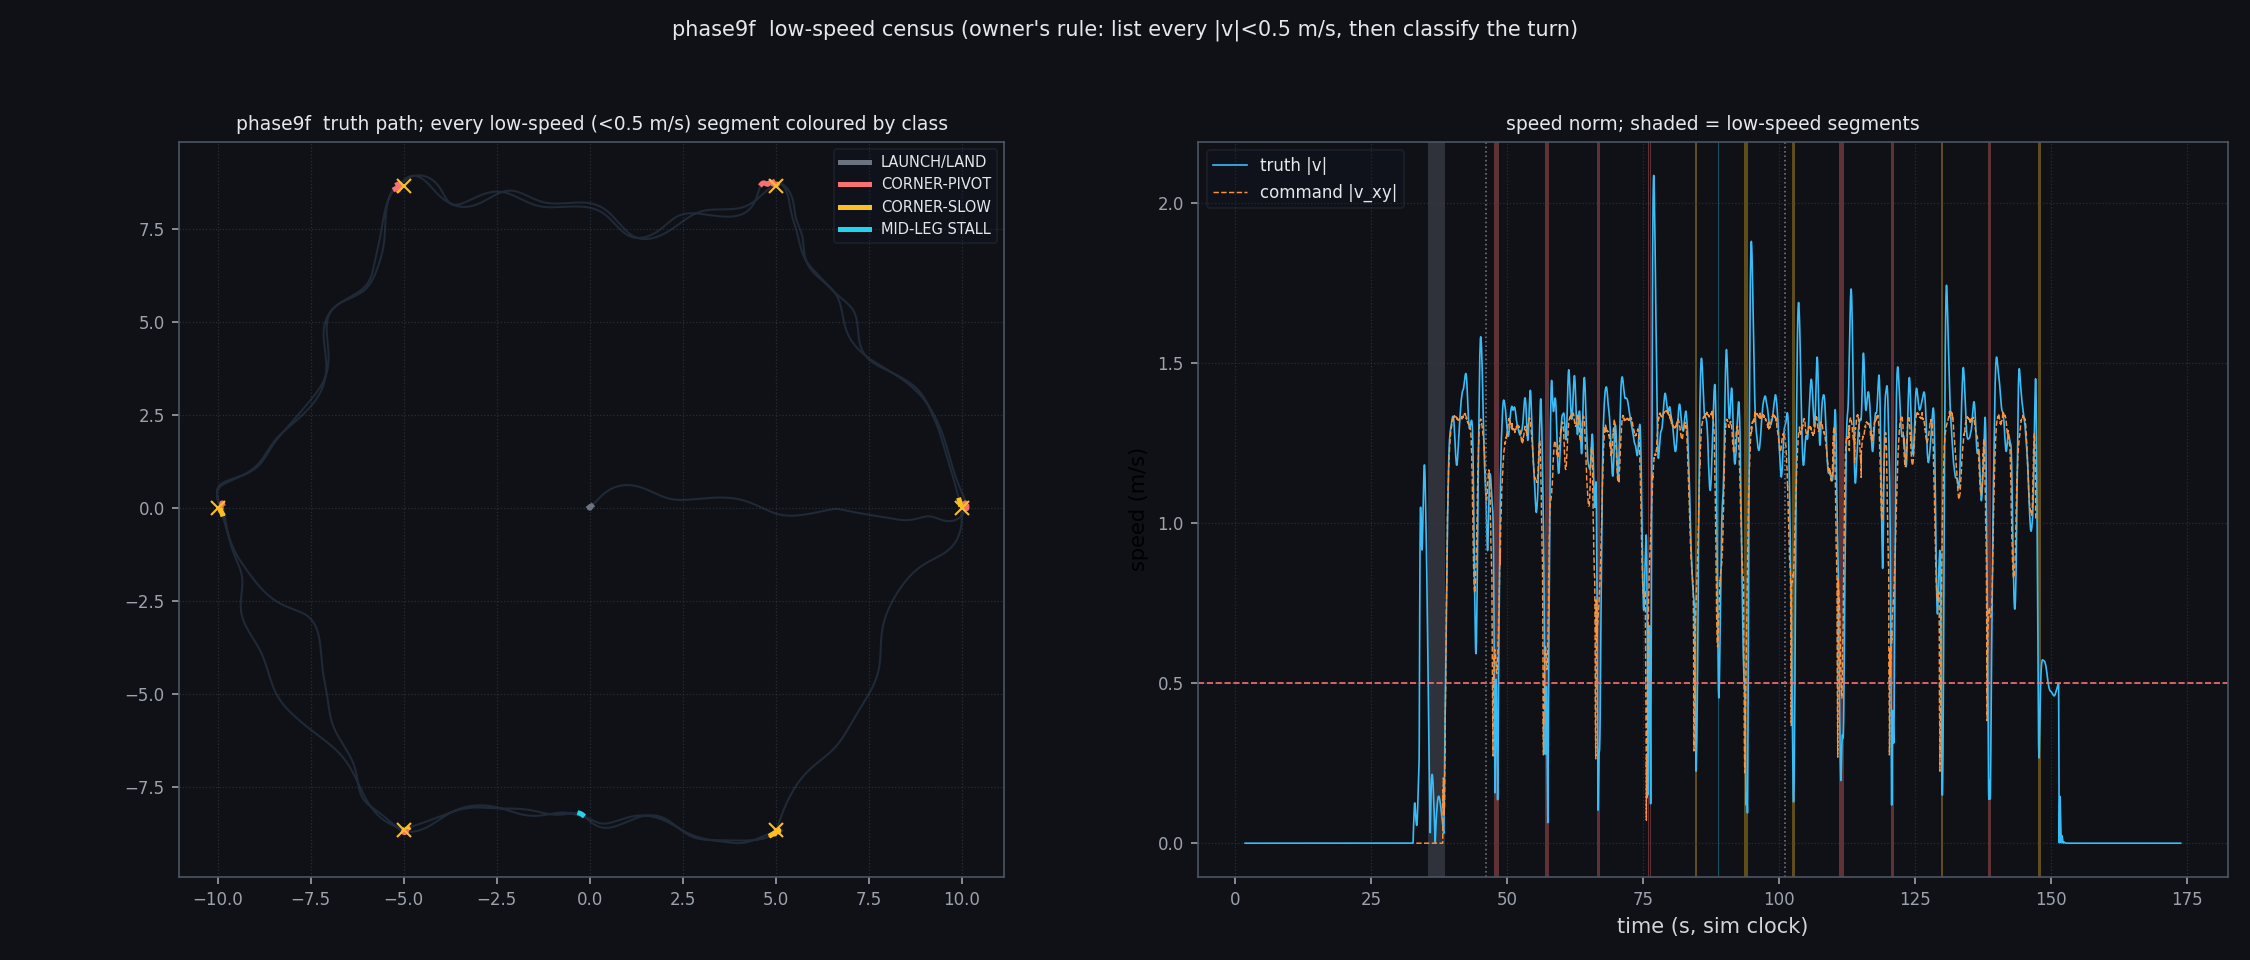 phase9f  low-speed census (owner's rule: list every |v|<0.5 m/s, then classify the turn)
phase9f  truth path; every low-speed (<0.5 m/s) segment coloured by class
LAUNCH/LAND
CORNER-PIVOT
CORNER-SLOW
MID-LEG STALL
7.5
5.0
2.5
0.0
−2.5
−5.0
−7.5
−10.0 −7.5 −5.0 −2.5 0.0 2.5 5.0 7.5 10.0
speed norm; shaded = low-speed segments
truth |v|
command |v_xy|
speed (m/s)
2.0
1.5
1.0
0.5
0.0
0 25 50 75 100 125 150 175
time (s, sim clock)